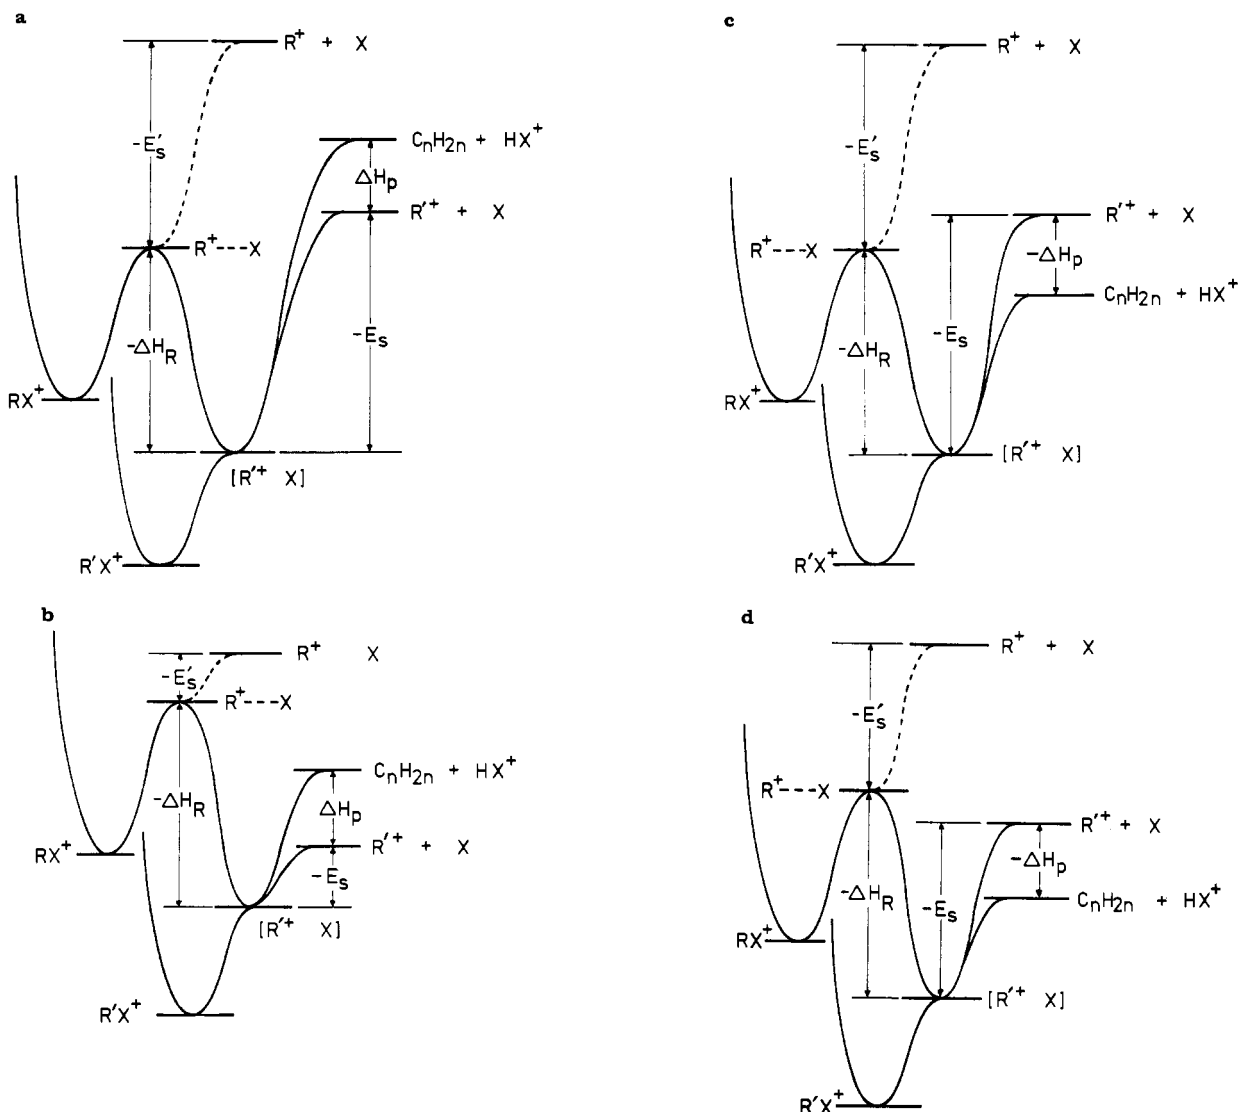 a
R⁺ + X
-E's
CnH2n + HX⁺
ΔHp
R'⁺ + X
R⁺---X
-ΔHR
-Es
RX⁺
[R'⁺ X]
R'X⁺
b
R⁺ X
-E's
R⁺---X
CnH2n + HX⁺
-ΔHR
ΔHp
R'⁺ + X
RX⁺
-Es
[R'⁺ X]
R'X⁺
c
R⁺ + X
-E's
R'⁺ + X
R⁺---X
-ΔHp
CnH2n + HX⁺
-Es
-ΔHR
RX⁺
[R'⁺ X]
R'X⁺
d
R⁺ + X
-E's
R⁺---X
R'⁺ + X
-ΔHp
-ΔHR
-Es
CnH2n + HX⁺
RX⁺
[R'⁺ X]
R'X⁺